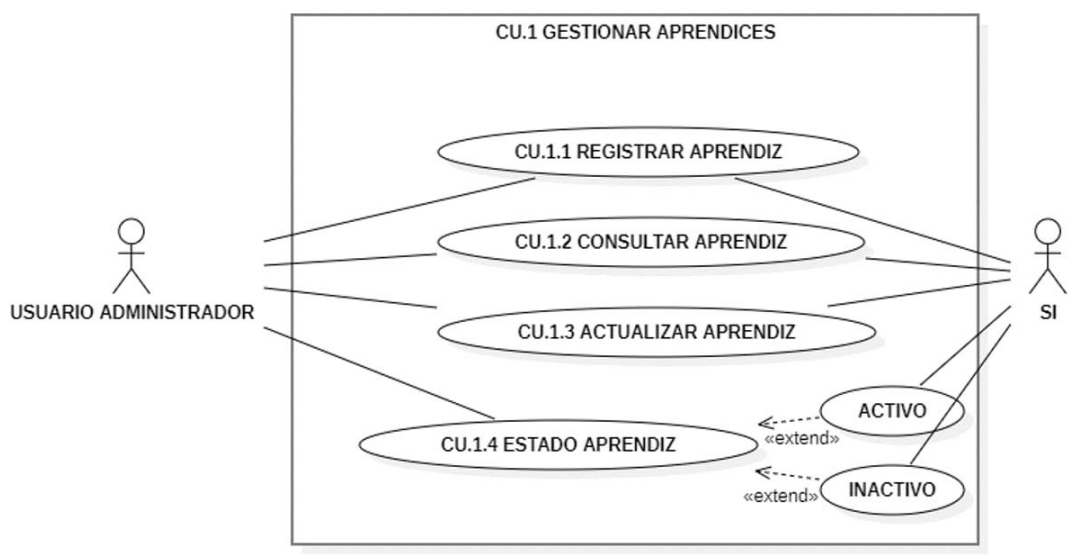 CU.1 GESTIONAR APRENDICES
CU.1.1 REGISTRAR APRENDIZ
CU.1.2 CONSULTAR APRENDIZ
USUARIO ADMINISTRADOR
SI
CU.1.3 ACTUALIZAR APRENDIZ
ACTIVO
«extend»
CU.1.4 ESTADO APRENDIZ
INACTIVO
«extend»